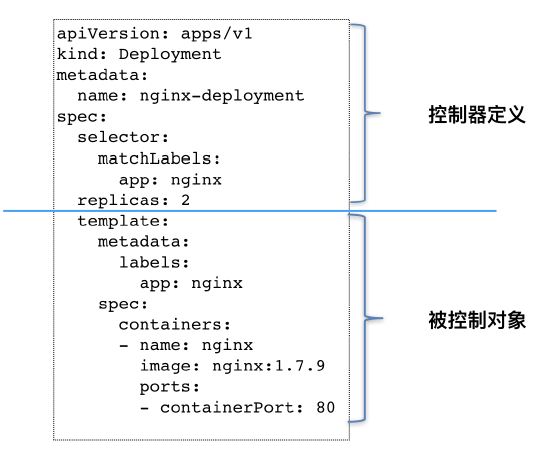 apiVersion: apps/v1
kind: Deployment
metadata:
  name: nginx-deployment
spec:
  selector:
    matchLabels:
      app: nginx
  replicas: 2
  template:
    metadata:
      labels:
        app: nginx
    spec:
      containers:
      - name: nginx
        image: nginx:1.7.9
        ports:
        - containerPort: 80
控制器定义
被控制对象